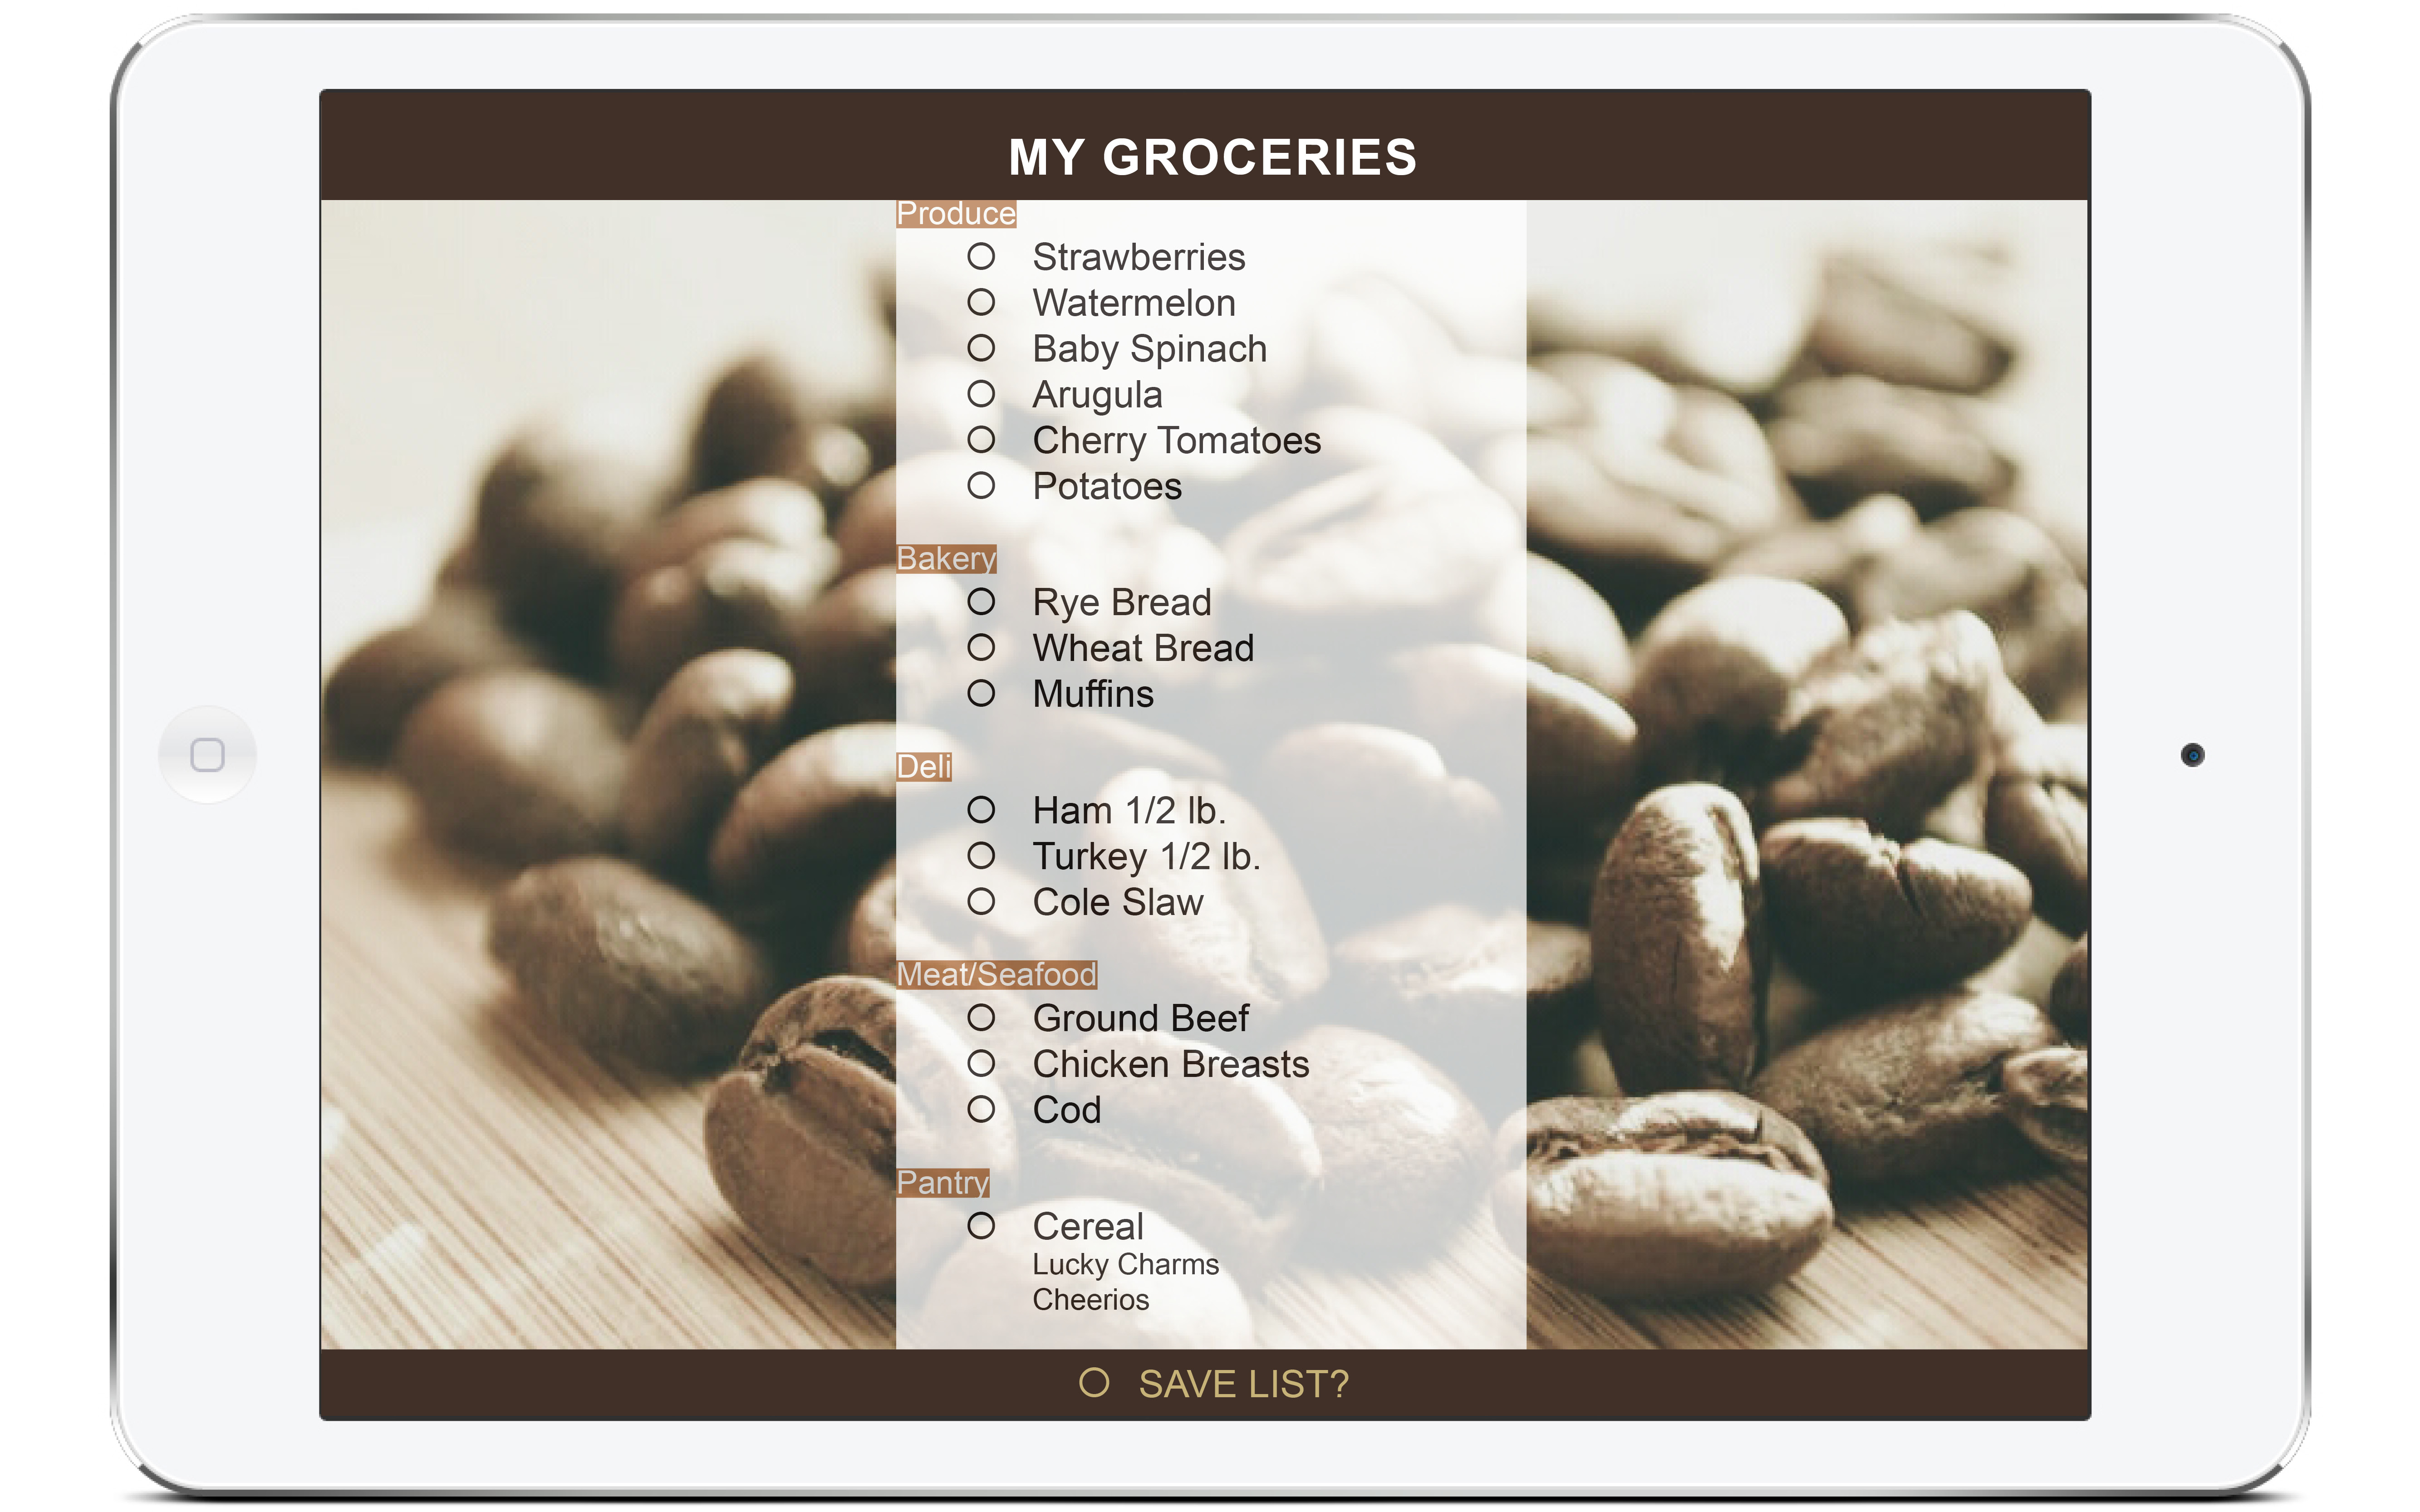 MY GROCERIES
Produce
Strawberries
Watermelon
Baby Spinach
Arugula
Cherry Tomatoes
Potatoes
Bakery
Rye Bread
Wheat Bread
Muffins
Deli
Ham 1/2 lb.
Turkey 1/2 lb.
Cole Slaw
Meat/Seafood
Ground Beef
Chicken Breasts
Cod
Pantry
Cereal
Lucky Charms
Cheerios
SAVE LIST?